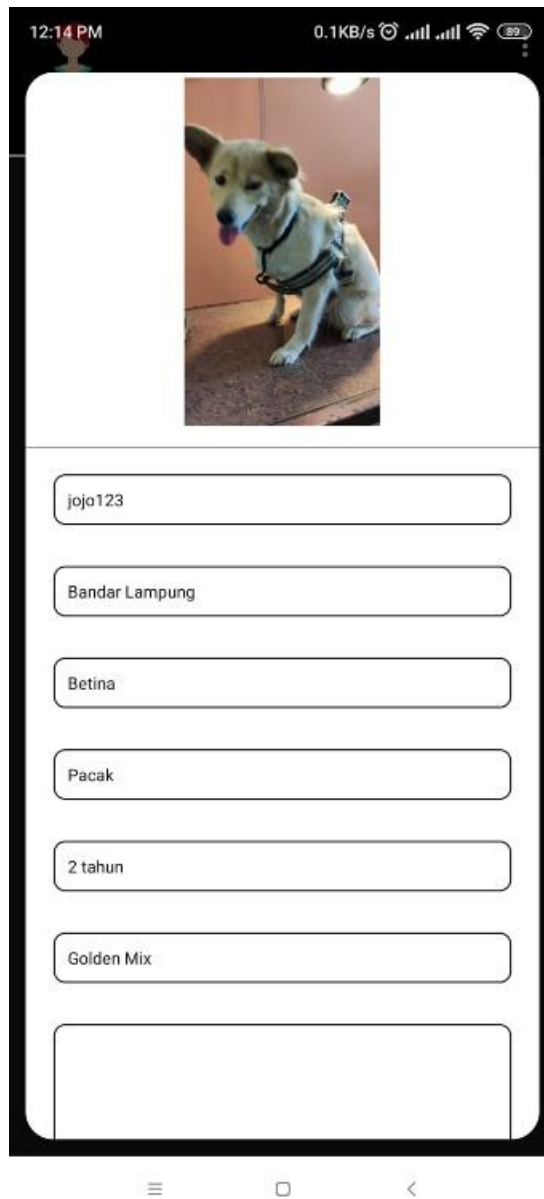 12:14 PM 0.1KB/s 89
jojo123
Bandar Lampung
Betina
Pacak
2 tahun
Golden Mix